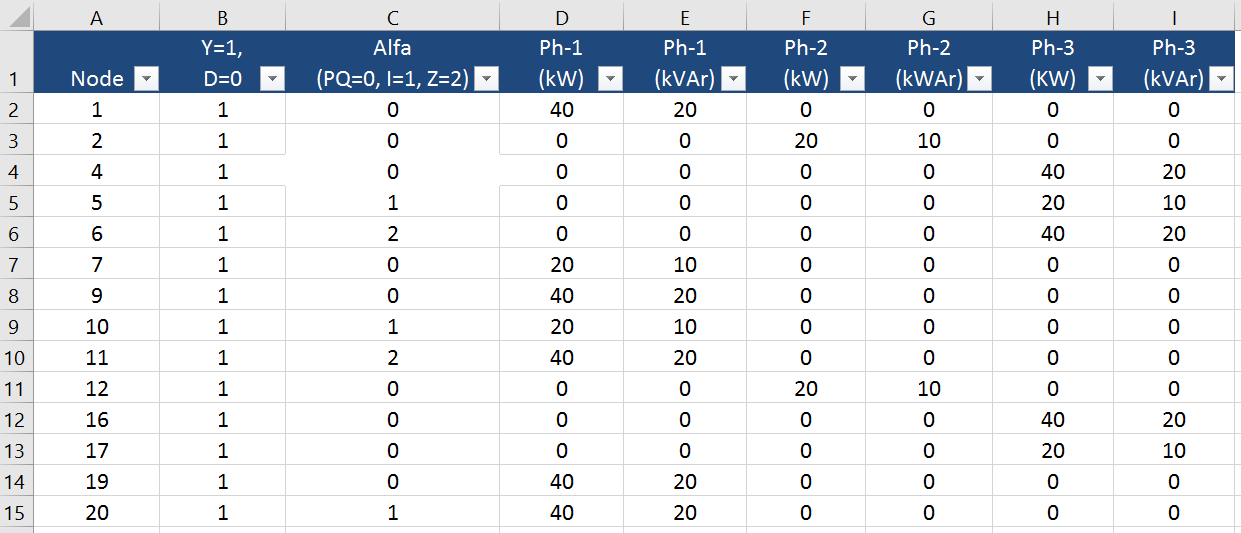 A B C D E F G H I
1 Node Y=1, D=0 Alfa (PQ=0, I=1, Z=2) Ph-1 (kW) Ph-1 (kVAr) Ph-2 (kW) Ph-2 (kWAr) Ph-3 (KW) Ph-3 (kVAr)
2 1 1 0 40 20 0 0 0 0
3 2 1 0 0 0 20 10 0 0
4 4 1 0 0 0 0 0 40 20
5 5 1 1 0 0 0 0 20 10
6 6 1 2 0 0 0 0 40 20
7 7 1 0 20 10 0 0 0 0
8 9 1 0 40 20 0 0 0 0
9 10 1 1 20 10 0 0 0 0
10 11 1 2 40 20 0 0 0 0
11 12 1 0 0 0 20 10 0 0
12 16 1 0 0 0 0 0 40 20
13 17 1 0 0 0 0 0 20 10
14 19 1 0 40 20 0 0 0 0
15 20 1 1 40 20 0 0 0 0